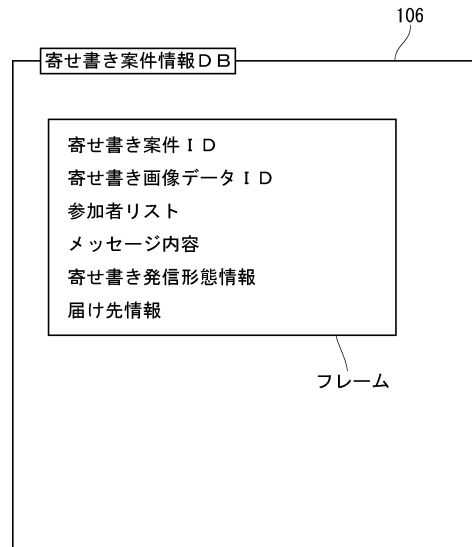 106
寄せ書き案件情報ＤＢ
寄せ書き案件ＩＤ
寄せ書き画像データＩＤ
参加者リスト
メッセージ内容
寄せ書き発信形態情報
届け先情報
フレーム